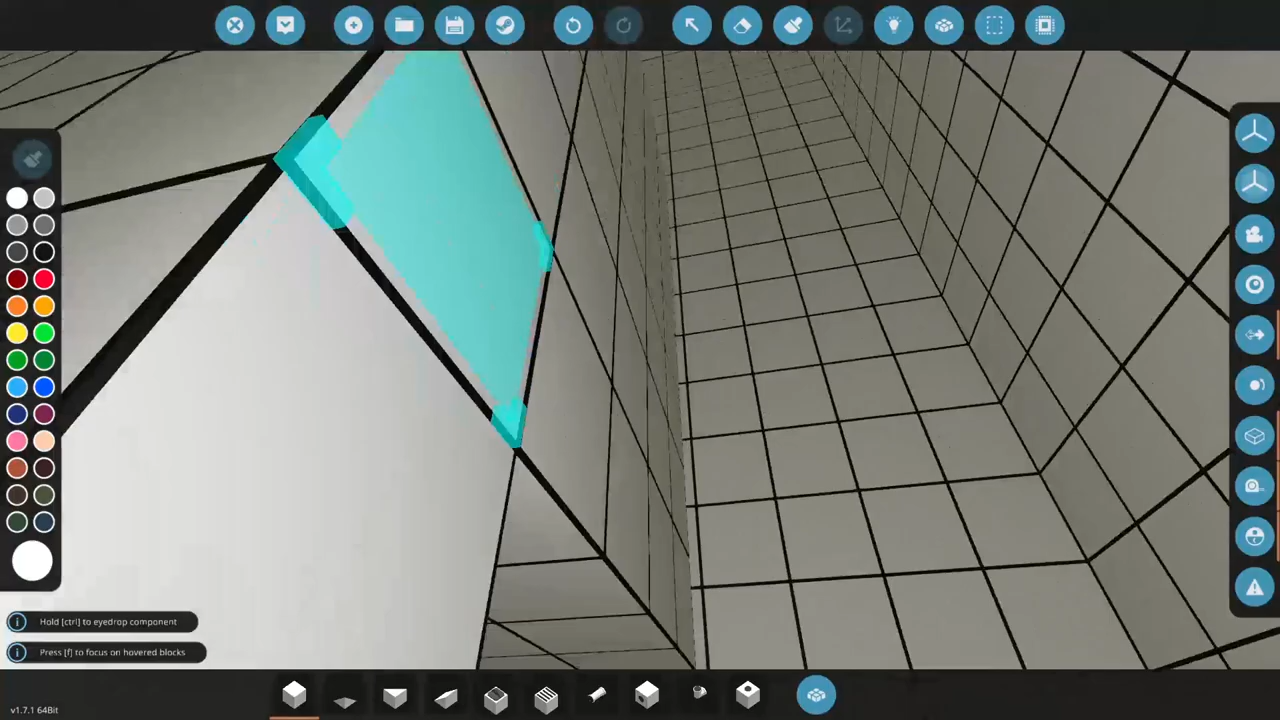 Hold [ctrl] to eyedrop component
Press [f] to focus on hovered blocks
v1.7.1 64Bit